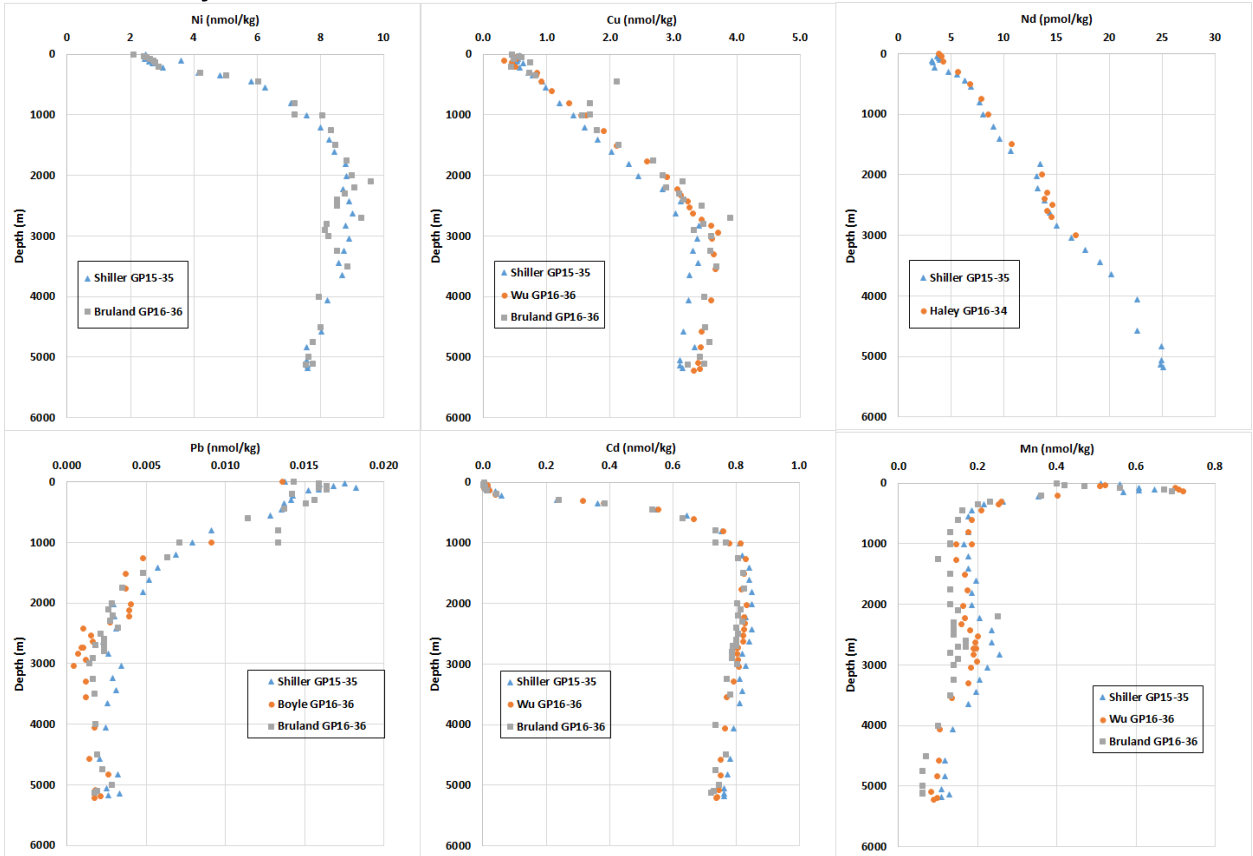 Ni (nmol/kg)
0 2 4 6 8 10
0
1000
2000
3000
4000
5000
6000
Depth (m)
Shiller GP15-35
Bruland GP16-36
Cu (nmol/kg)
0.0 1.0 2.0 3.0 4.0 5.0
0
1000
2000
3000
4000
5000
6000
Depth (m)
Shiller GP15-35
Wu GP16-36
Bruland GP16-36
Nd (pmol/kg)
0 5 10 15 20 25 30
0
1000
2000
3000
4000
5000
6000
Depth (m)
Shiller GP15-35
Haley GP16-34
Pb (nmol/kg)
0.000 0.005 0.010 0.015 0.020
0
1000
2000
3000
4000
5000
6000
Depth (m)
Shiller GP15-35
Boyle GP16-36
Bruland GP16-36
Cd (nmol/kg)
0.0 0.2 0.4 0.6 0.8 1.0
0
1000
2000
3000
4000
5000
6000
Depth (m)
Shiller GP15-35
Wu GP16-36
Bruland GP16-36
Mn (nmol/kg)
0.0 0.2 0.4 0.6 0.8
0
1000
2000
3000
4000
5000
6000
Depth (m)
Shiller GP15-35
Wu GP16-36
Bruland GP16-36